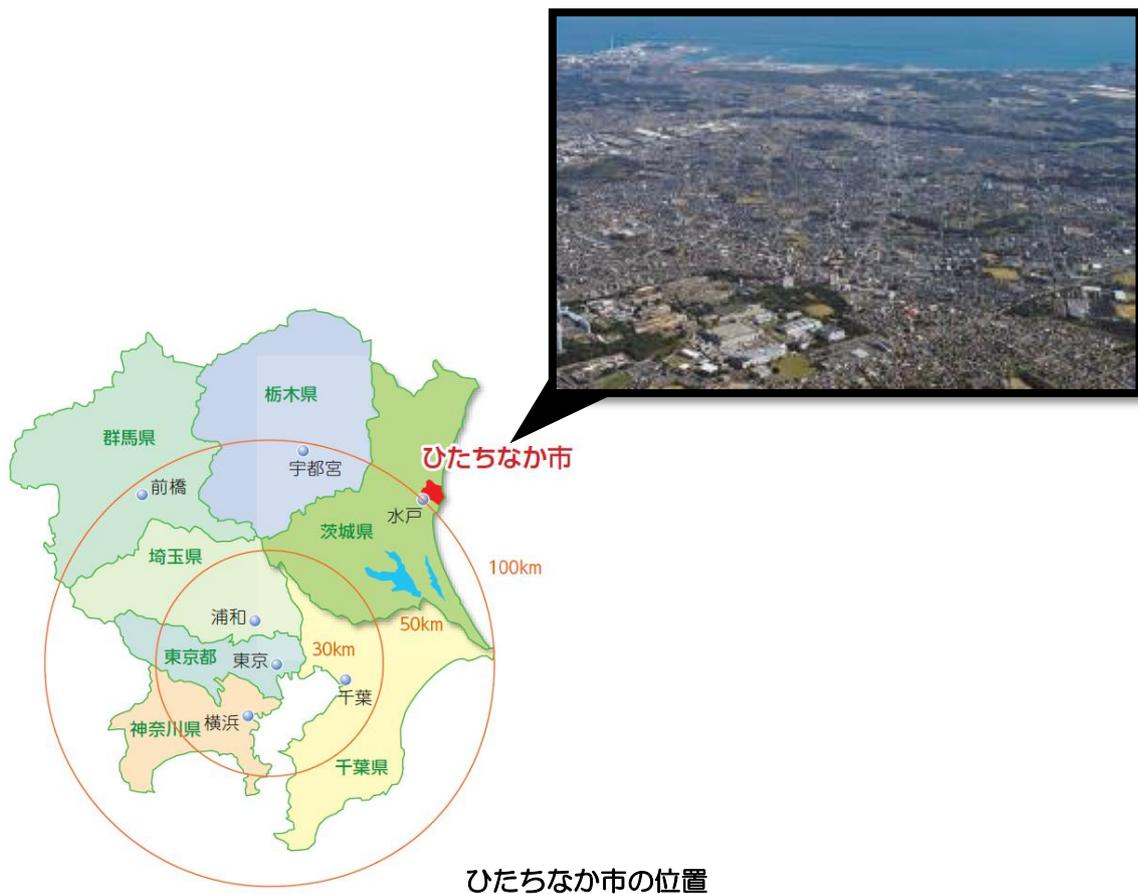 栃木県
群馬県
ひたちなか市
宇都宮
前橋
水戸
茨城県
埼玉県
100km
浦和
50km
30km
東京都
東京
千葉
神奈川県
横浜
千葉県
ひたちなか市の位置